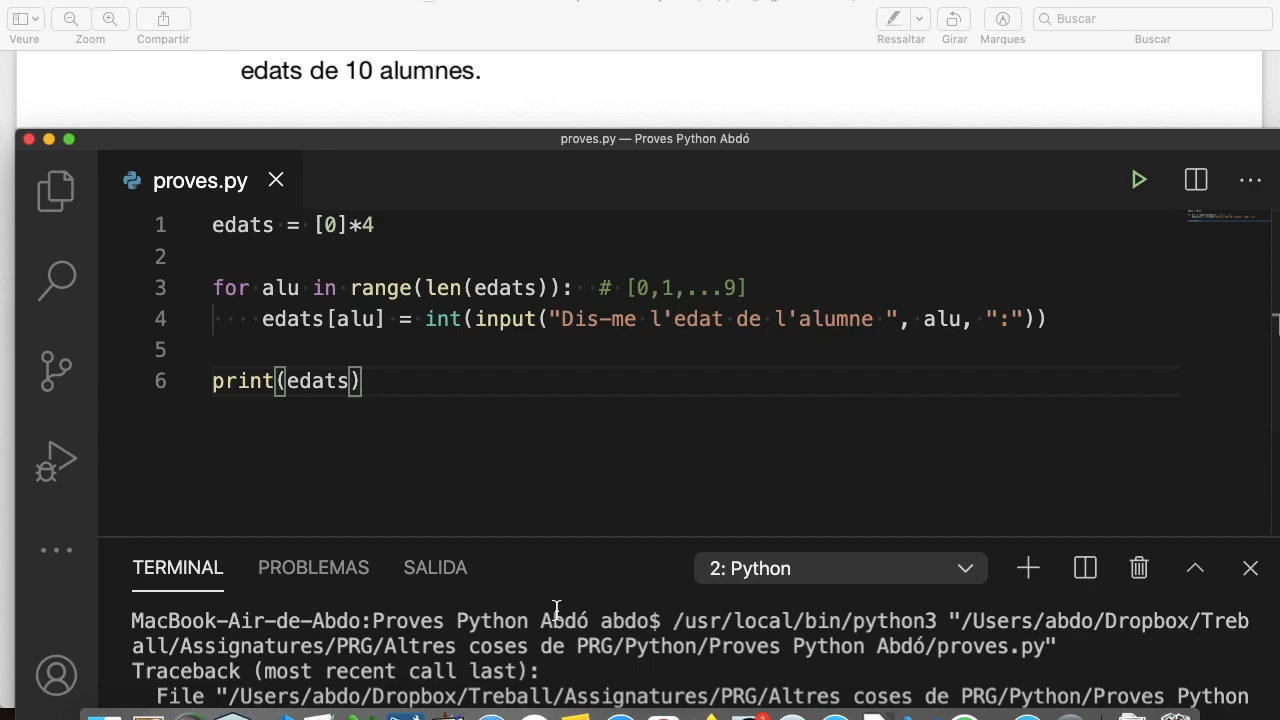 Veure
Zoom
Compartir
Ressaltar
Girar
Marques
Buscar
Buscar
edats de 10 alumnes.
proves.py — Proves Python Abdó
proves.py
1 edats = [0]*4
2
3 for alu in range(len(edats)):  # [0,1,...9]
4     edats[alu] = int(input("Dis-me l'edat de l'alumne ", alu, ":"))
5
6 print(edats)
TERMINAL PROBLEMAS SALIDA 2: Python
MacBook-Air-de-Abdo:Proves Python Abdó abdo$ /usr/local/bin/python3 "/Users/abdo/Dropbox/Treb
all/Assignatures/PRG/Altres coses de PRG/Python/Proves Python Abdó/proves.py"
Traceback (most recent call last):
  File "/Users/abdo/Dropbox/Treball/Assignatures/PRG/Altres coses de PRG/Python/Proves Python